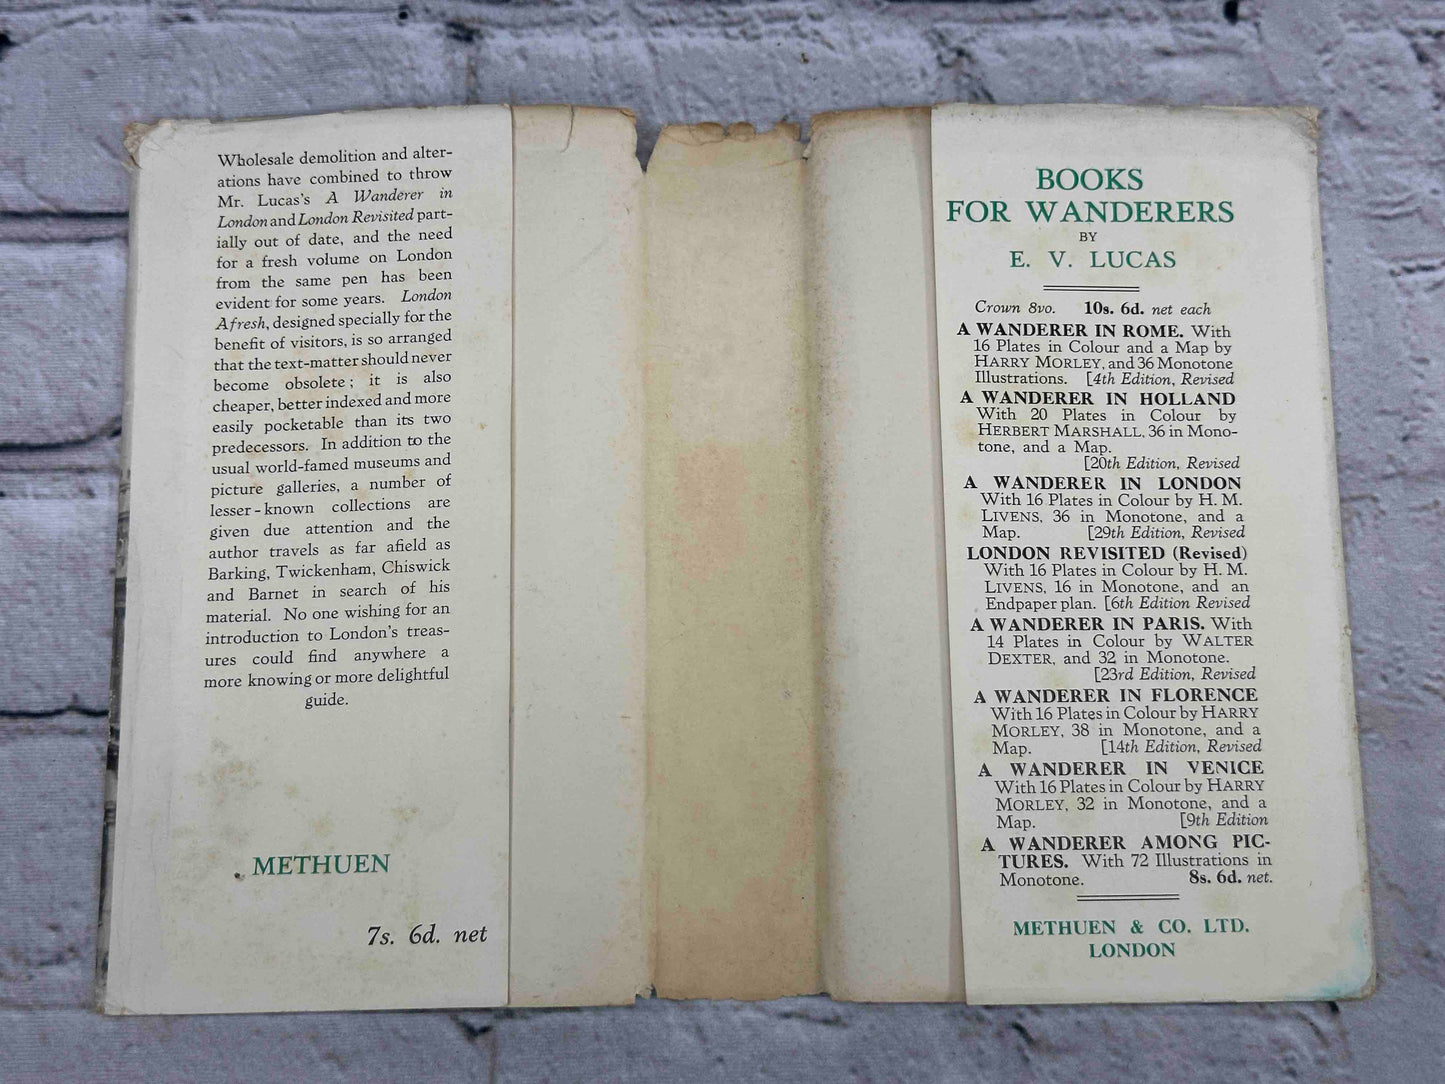 Wholesale demolition and alter-
ations have combined to throw
Mr. Lucas's A Wanderer in
London and London Revisited part-
ially out of date, and the need
for a fresh volume on London
from the same pen has been
evident for some years. London
Afresh, designed specially for the
benefit of visitors, is so arranged
that the text-matter should never
become obsolete; it is also
cheaper, better indexed and more
easily pocketable than its two
predecessors. In addition to the
usual world-famed museums and
picture galleries, a number of
lesser-known collections are
given due attention and the
author travels as far afield as
Barking, Twickenham, Chiswick
and Barnet in search of his
material. No one wishing for an
introduction to London's treas-
ures could find anywhere a
more knowing or more delightful
guide.
METHUEN
7s. 6d. net
BOOKS
FOR WANDERERS
BY
E. V. LUCAS
Crown 8vo. 10s. 6d. net each
A WANDERER IN ROME. With
16 Plates in Colour and a Map by
HARRY MORLEY, and 36 Monotone
Illustrations. [4th Edition, Revised
A WANDERER IN HOLLAND
With 20 Plates in Colour by
HERBERT MARSHALL, 36 in Mono-
tone, and a Map.
[20th Edition, Revised
A WANDERER IN LONDON
With 16 Plates in Colour by H. M.
LIVENS, 36 in Monotone, and a
Map. [29th Edition, Revised
LONDON REVISITED (Revised)
With 16 Plates in Colour by H. M.
LIVENS, 16 in Monotone, and an
Endpaper plan. [6th Edition Revised
A WANDERER IN PARIS. With
14 Plates in Colour by WALTER
DEXTER, and 32 in Monotone.
[23rd Edition, Revised
A WANDERER IN FLORENCE
With 16 Plates in Colour by HARRY
MORLEY, 38 in Monotone, and a
Map. [14th Edition, Revised
A WANDERER IN VENICE
With 16 Plates in Colour by HARRY
MORLEY, 32 in Monotone, and a
Map. [9th Edition
A WANDERER AMONG PIC-
TURES. With 72 Illustrations in
Monotone. 8s. 6d. net.
METHUEN & CO. LTD.
LONDON